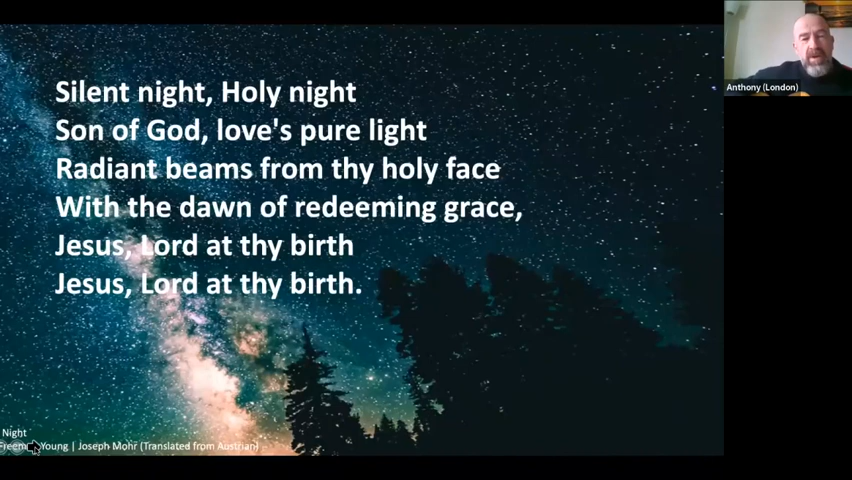 Silent night, Holy night
Son of God, love's pure light
Radiant beams from thy holy face
With the dawn of redeeming grace,
Jesus, Lord at thy birth
Jesus, Lord at thy birth.
Anthony (London)
Night
Young | Joseph Mohr (Translated from Austrian)